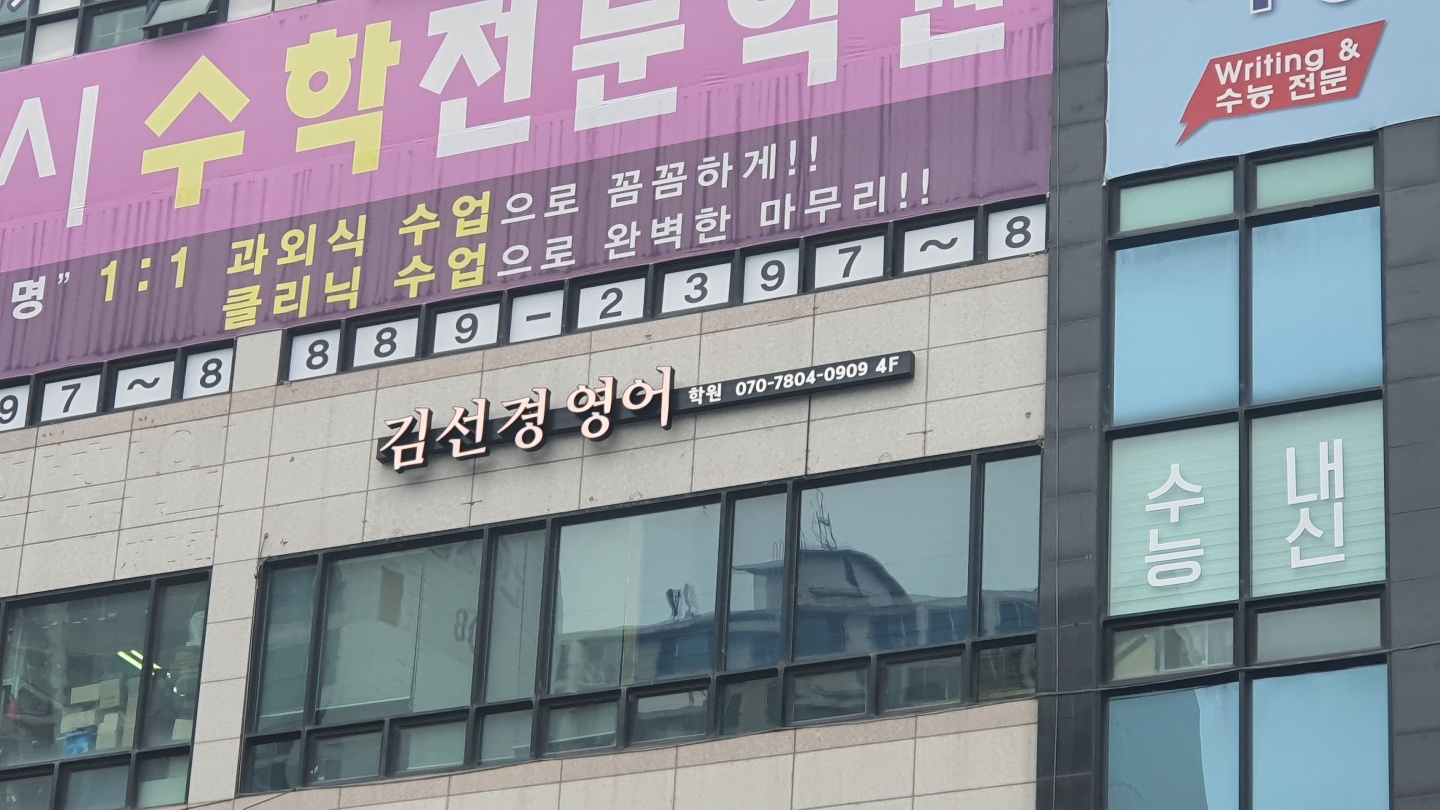 시 수학전문학원
Writing &
수능 전문
명” 1:1 과외식 수업으로 꼼꼼하게!!
클리닉 수업으로 완벽한 마무리!!
97~8
889-2397~8
김선경영어 학원 070-7804-0909 4F
수능
내신